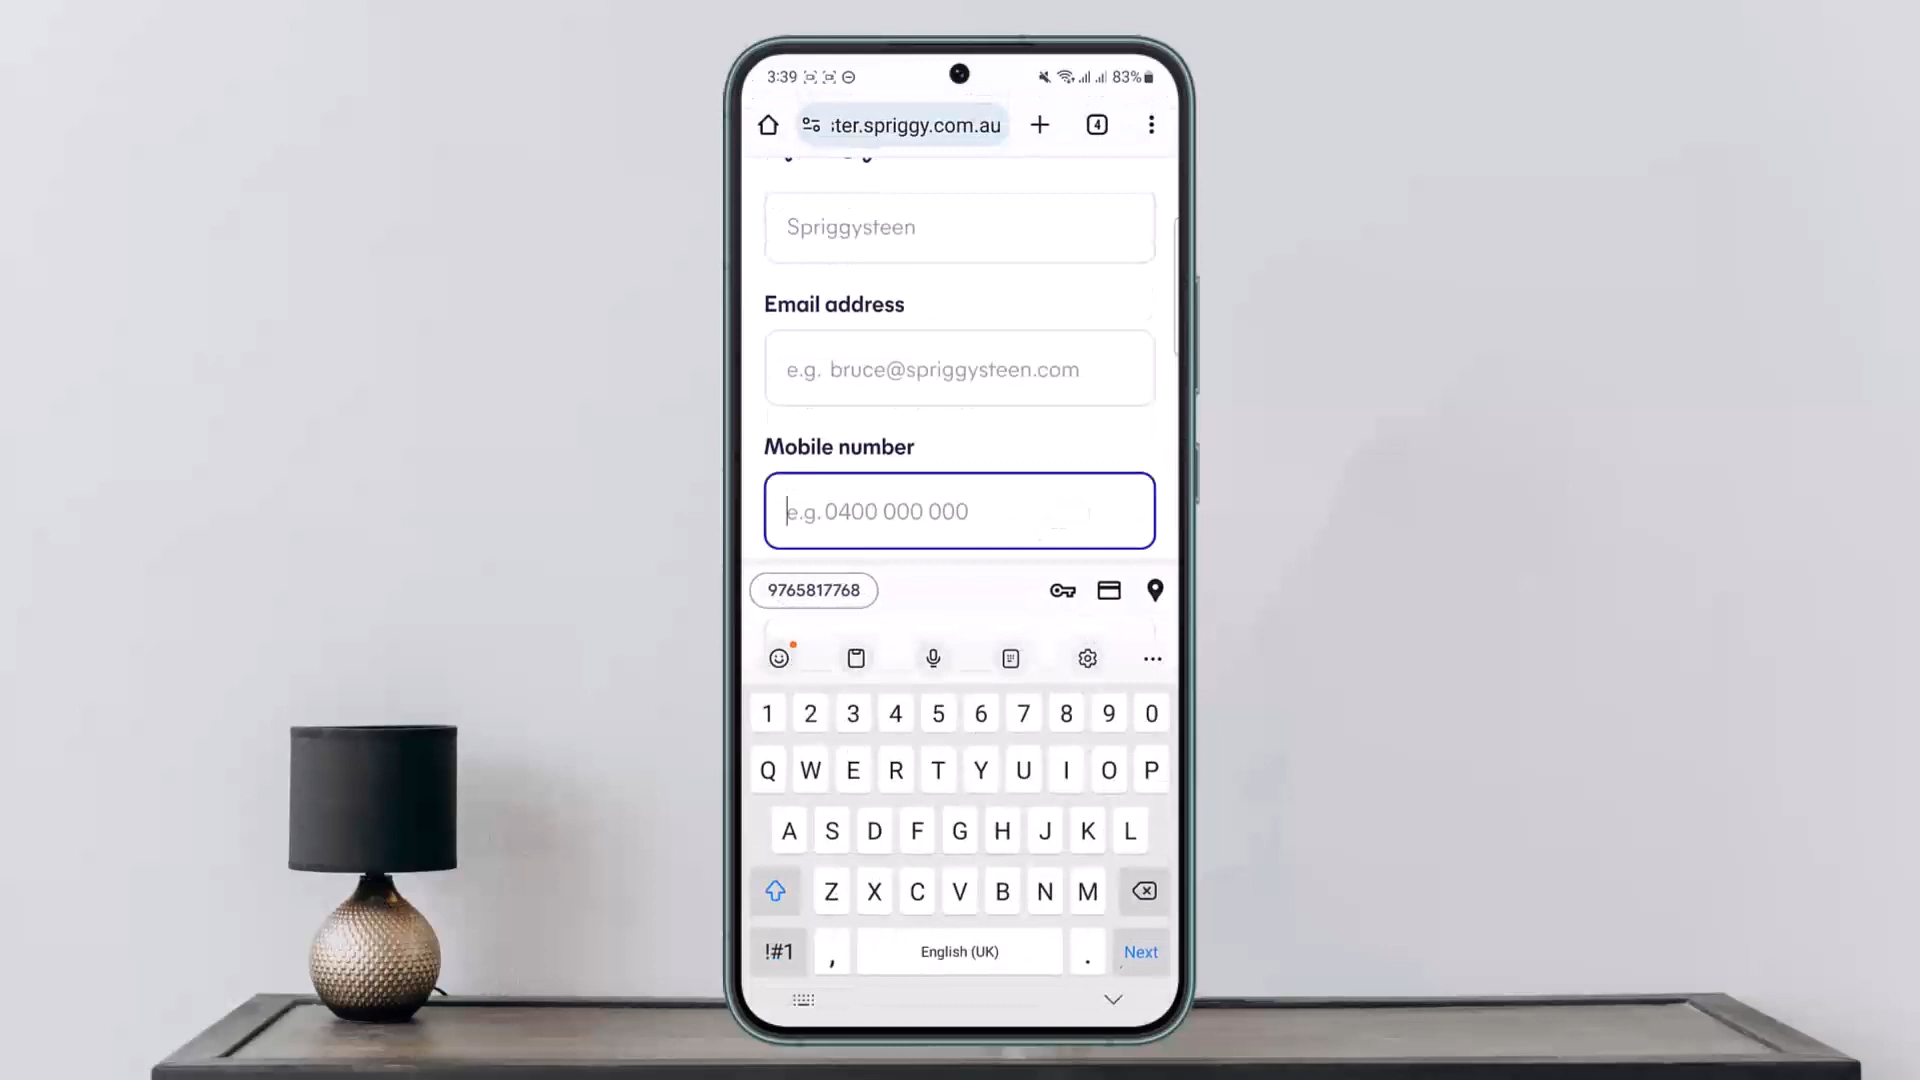 3:39
83%
:ter.spriggy.com.au
4
Spriggysteen
Email address
e.g. bruce@spriggysteen.com
Mobile number
e.g. 0400 000 000
9765817768
1 2 3 4 5 6 7 8 9 0
Q W E R T Y U I O P
A S D F G H J K L
Z X C V B N M
!#1 , English (UK) . Next